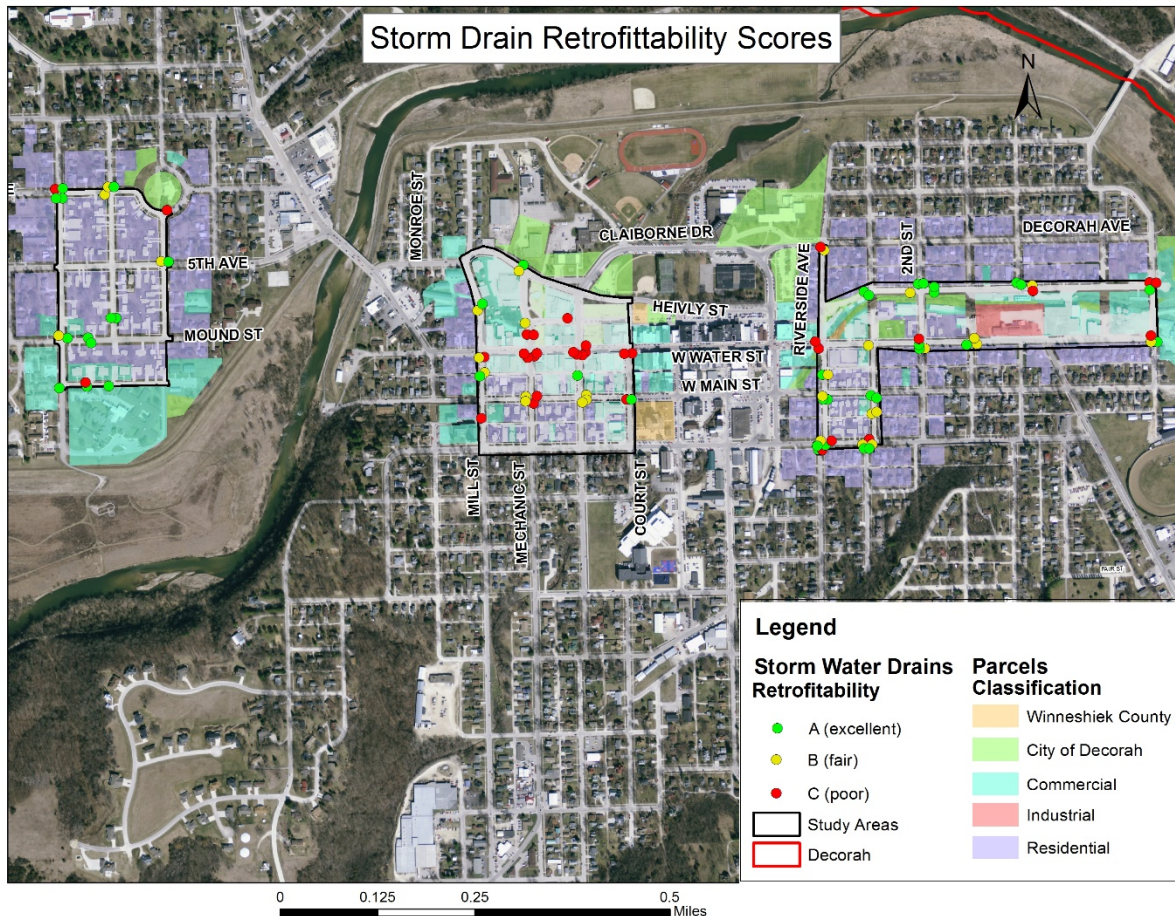 Storm Drain Retrofittability Scores
N
MONROE ST
CLAIBORNE DR
2ND ST
DECORAH AVE
5TH AVE
RIVERSIDE AVE
HEIVLY ST
MOUND ST
W WATER ST
W MAIN ST
MILL ST
MECHANIC ST
COURT ST
FAIR ST
Legend
Storm Water Drains
Retrofitability
A (excellent)
B (fair)
C (poor)
Study Areas
Decorah
Parcels
Classification
Winneshiek County
City of Decorah
Commercial
Industrial
Residential
0 0.125 0.25 0.5
Miles